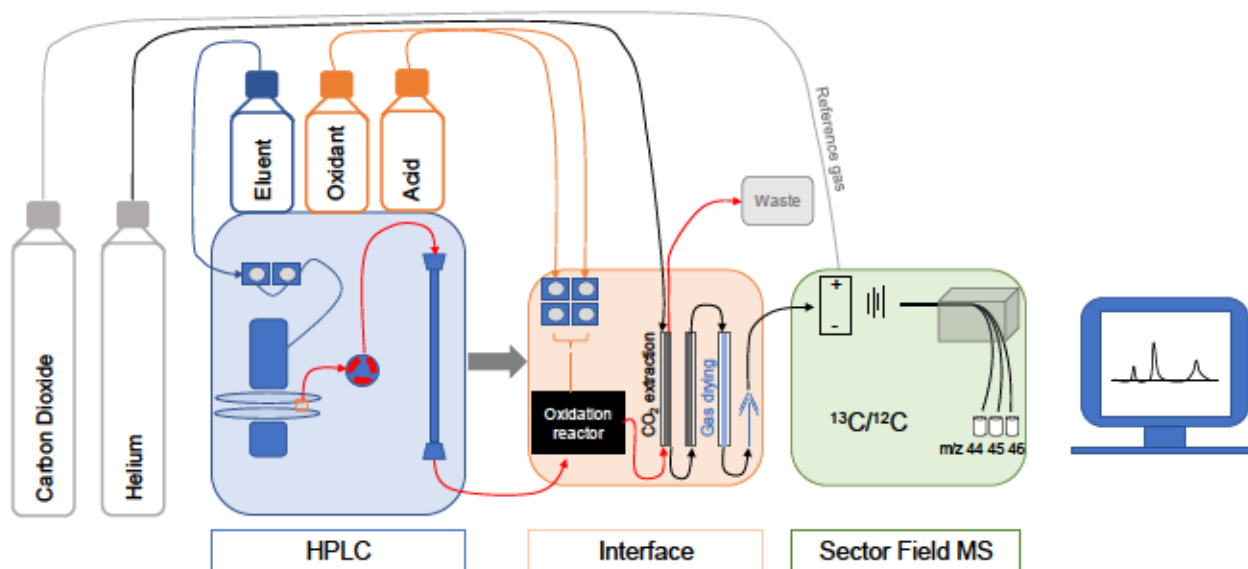 Carbon Dioxide
Helium
Eluent
Oxidant
Acid
Reference gas
Waste
Oxidation
reactor
CO₂ extraction
Gas drying
+
-
¹³C/¹²C
m/z 44 45 46
HPLC
Interface
Sector Field MS